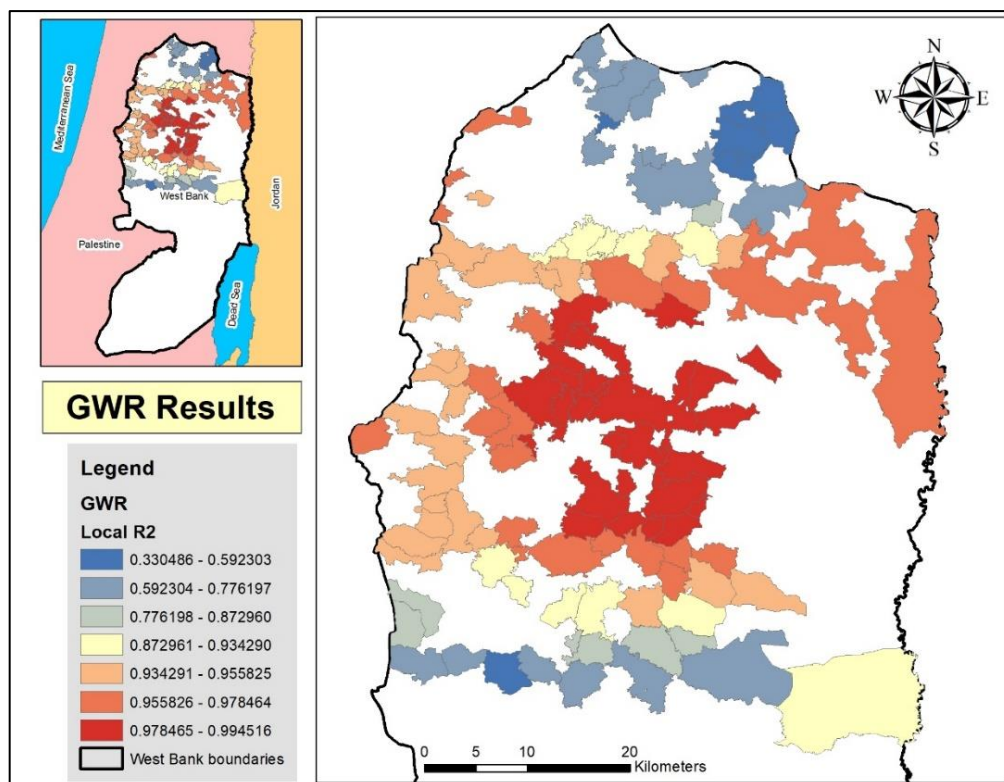 Mediterranean Sea
West Bank
Palestine
Jordan
Dead Sea
N
W E
S
GWR Results
Legend
GWR
Local R2
0.330486 - 0.592303
0.592304 - 0.776197
0.776198 - 0.872960
0.872961 - 0.934290
0.934291 - 0.955825
0.955826 - 0.978464
0.978465 - 0.994516
West Bank boundaries
0 5 10 20
Kilometers